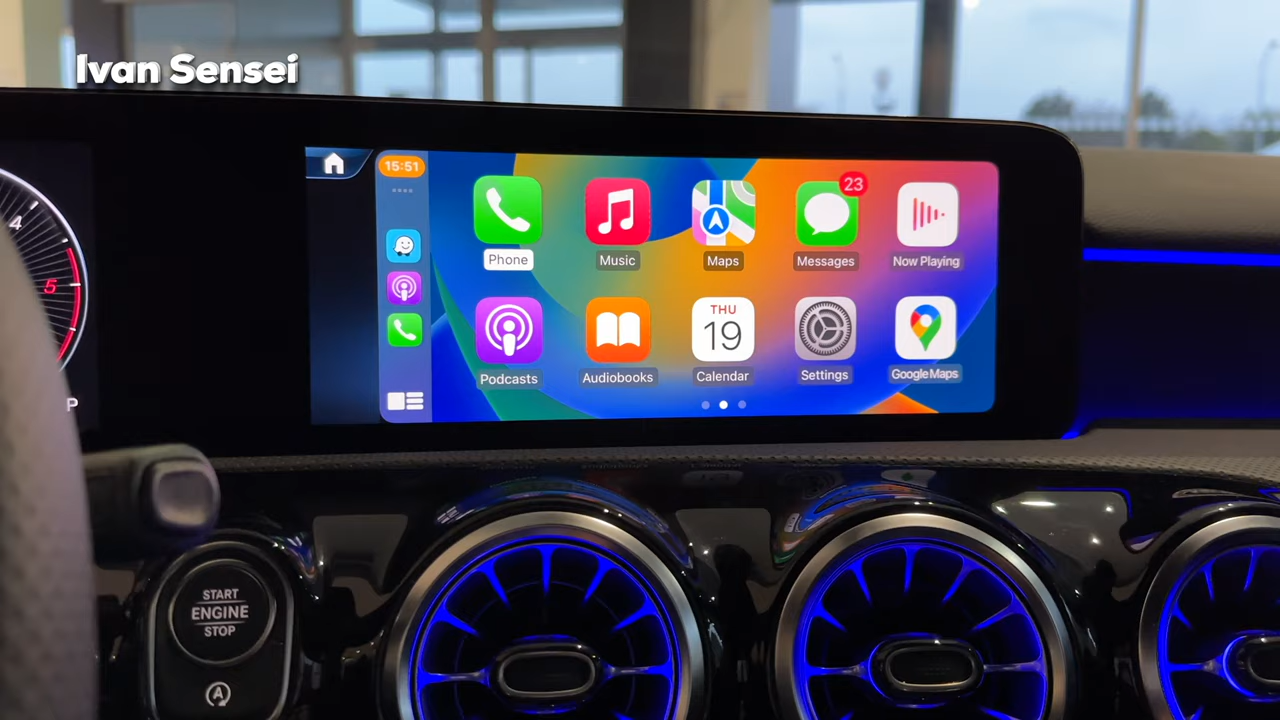 Ivan Sensei
15:51
4
5
P
23
Phone
Music
Maps
Messages
Now Playing
THU
19
Podcasts
Audiobooks
Calendar
Settings
Google Maps
START
ENGINE
STOP
A